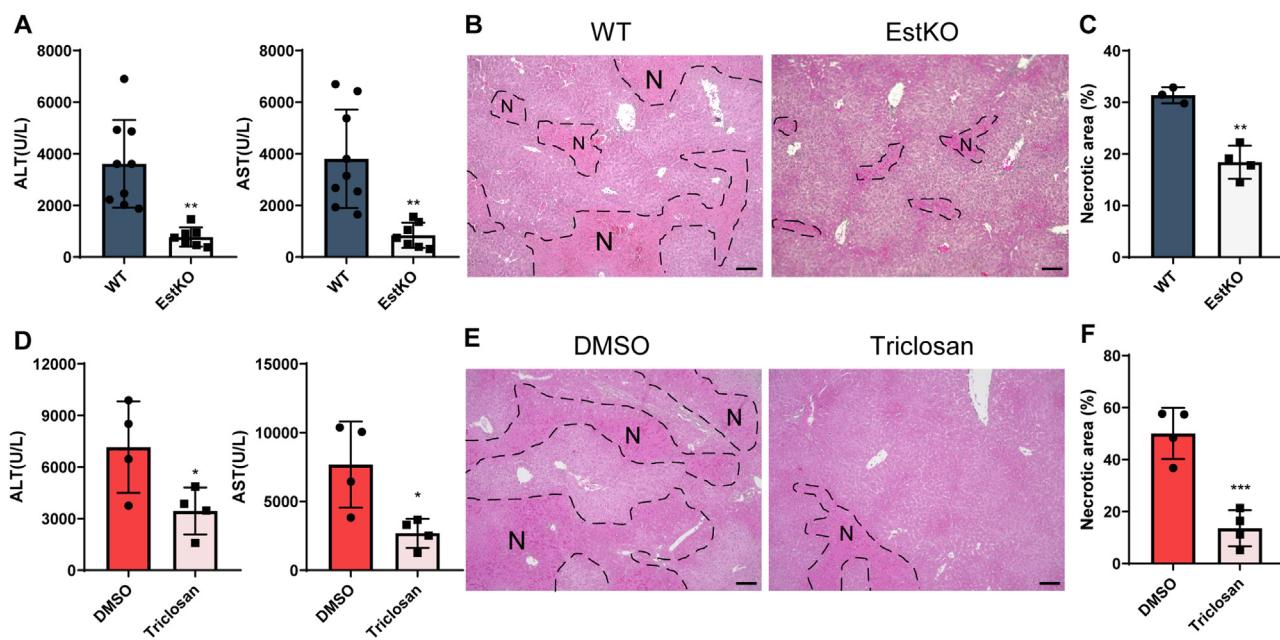 A
8000
6000
4000
2000
0
ALT(U/L)
**
WT
EstKO
8000
6000
4000
2000
0
AST(U/L)
**
WT
EstKO
B
WT
EstKO
N
N
N
N
N
C
40
30
20
10
0
Necrotic area (%)
**
WT
EstKO
D
12000
9000
6000
3000
0
ALT(U/L)
*
DMSO
Triclosan
15000
10000
5000
0
AST(U/L)
*
DMSO
Triclosan
E
DMSO
Triclosan
N
N
N
N
F
80
60
40
20
0
Necrotic area (%)
***
DMSO
Triclosan